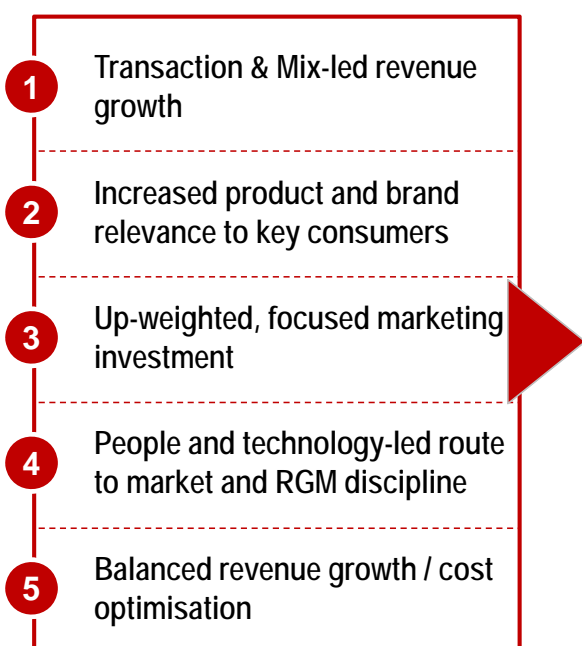 1
Transaction & Mix-led revenue
growth
2
Increased product and brand
relevance to key consumers
3
Up-weighted, focused marketing
investment
4
People and technology-led route
to market and RGM discipline
5
Balanced revenue growth / cost
optimisation